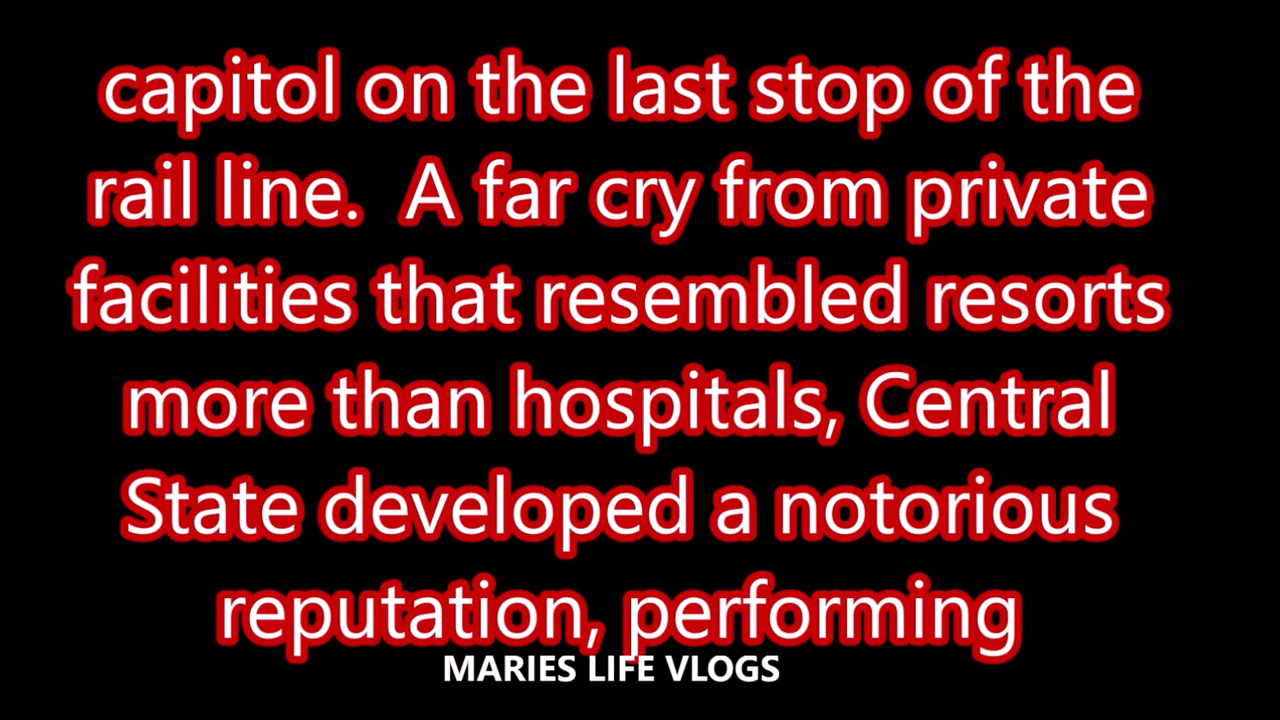 capitol on the last stop of the
rail line.  A far cry from private
facilities that resembled resorts
more than hospitals, Central
State developed a notorious
reputation, performing
MARIES LIFE VLOGS